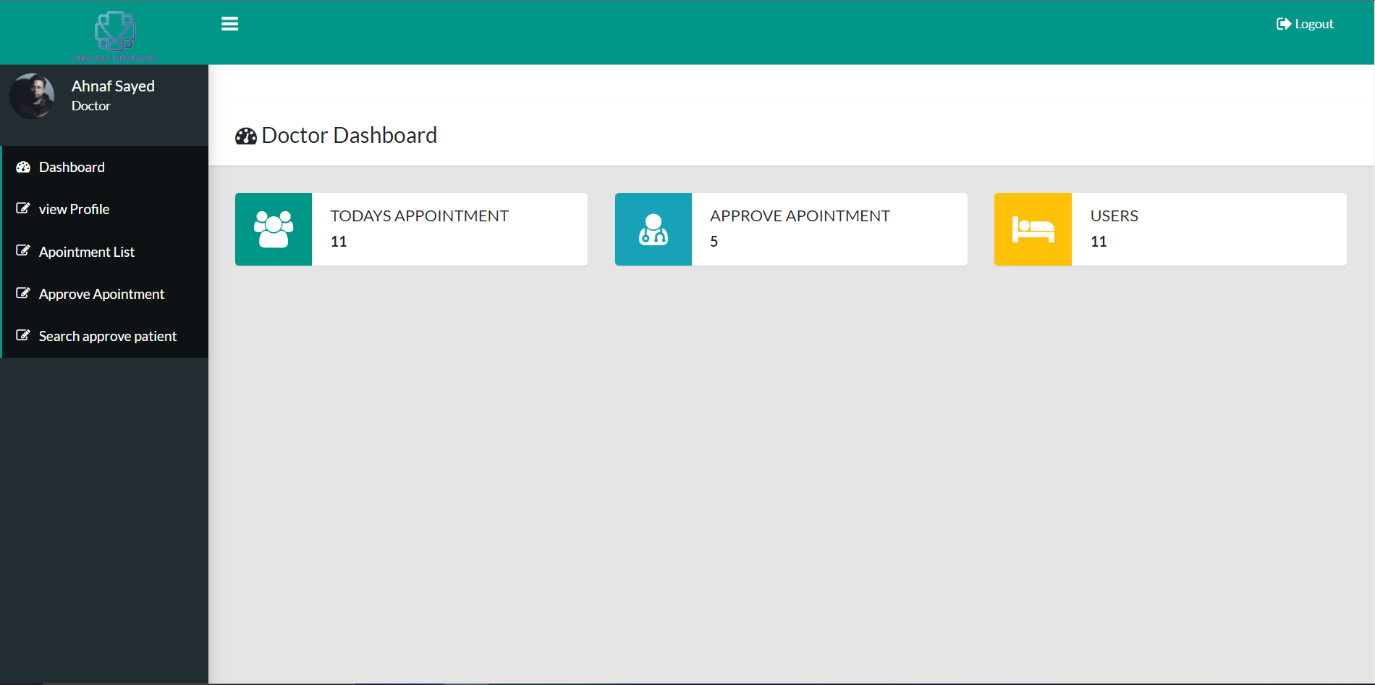 Logout
Ahnaf Sayed
Doctor
Dashboard
view Profile
Apointment List
Approve Apointment
Search approve patient
Doctor Dashboard
TODAYS APPOINTMENT
11
APPROVE APOINTMENT
5
USERS
11